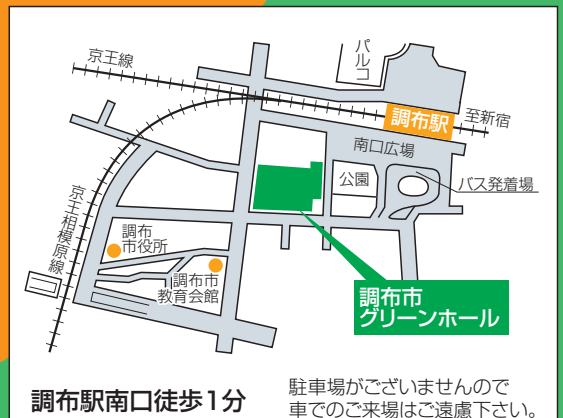 パルコ
京王線
調布駅
至新宿
南口広場
公園
バス発着場
京王相模原線
調布
市役所
調布市
教育会館
調布市
グリーンホール
調布駅南口徒歩1分
駐車場がございませんので
車でのご来場はご遠慮下さい。